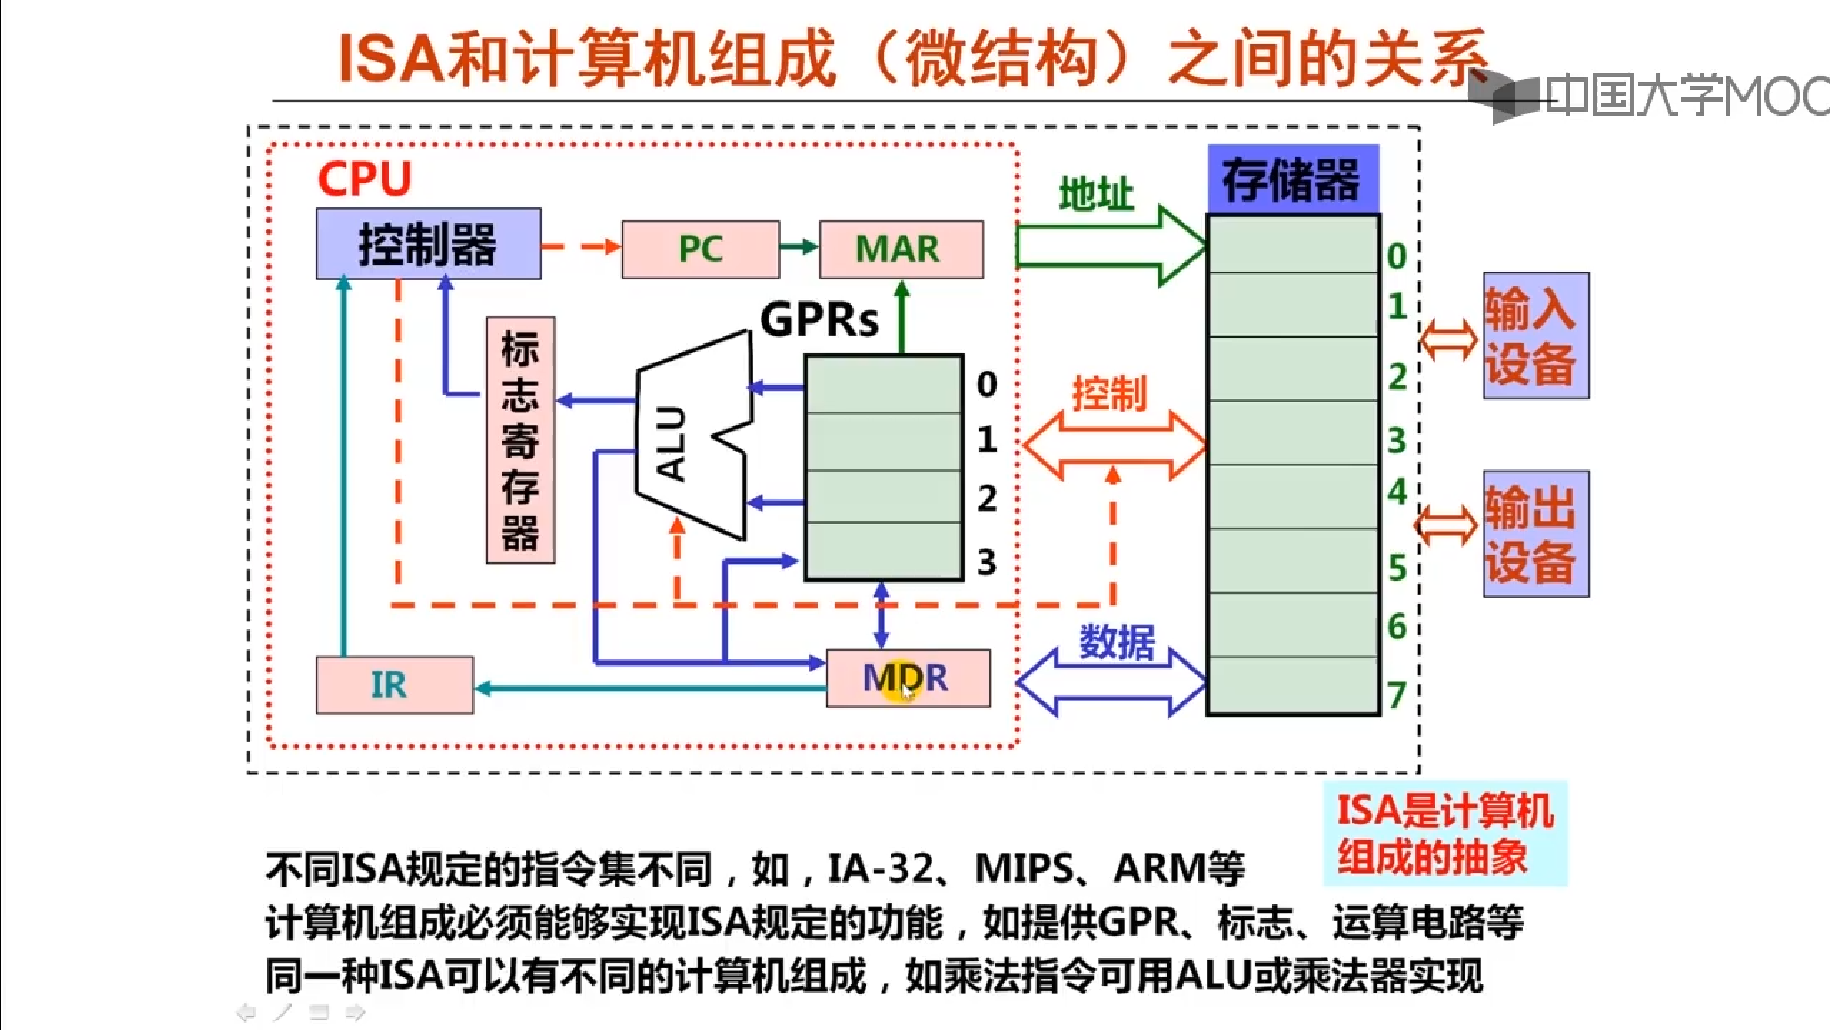 ISA和计算机组成（微结构）之间的关系
中国大学MOO
CPU
控制器
PC
MAR
地址
存储器
0
1
2
3
4
5
6
7
输入
设备
输出
设备
GPRs
0
1
2
3
标
志
寄
存
器
ALU
控制
数据
IR
MDR
ISA是计算机
组成的抽象
不同ISA规定的指令集不同，如，IA-32、MIPS、ARM等
计算机组成必须能够实现ISA规定的功能，如提供GPR、标志、运算电路等
同一种ISA可以有不同的计算机组成，如乘法指令可用ALU或乘法器实现